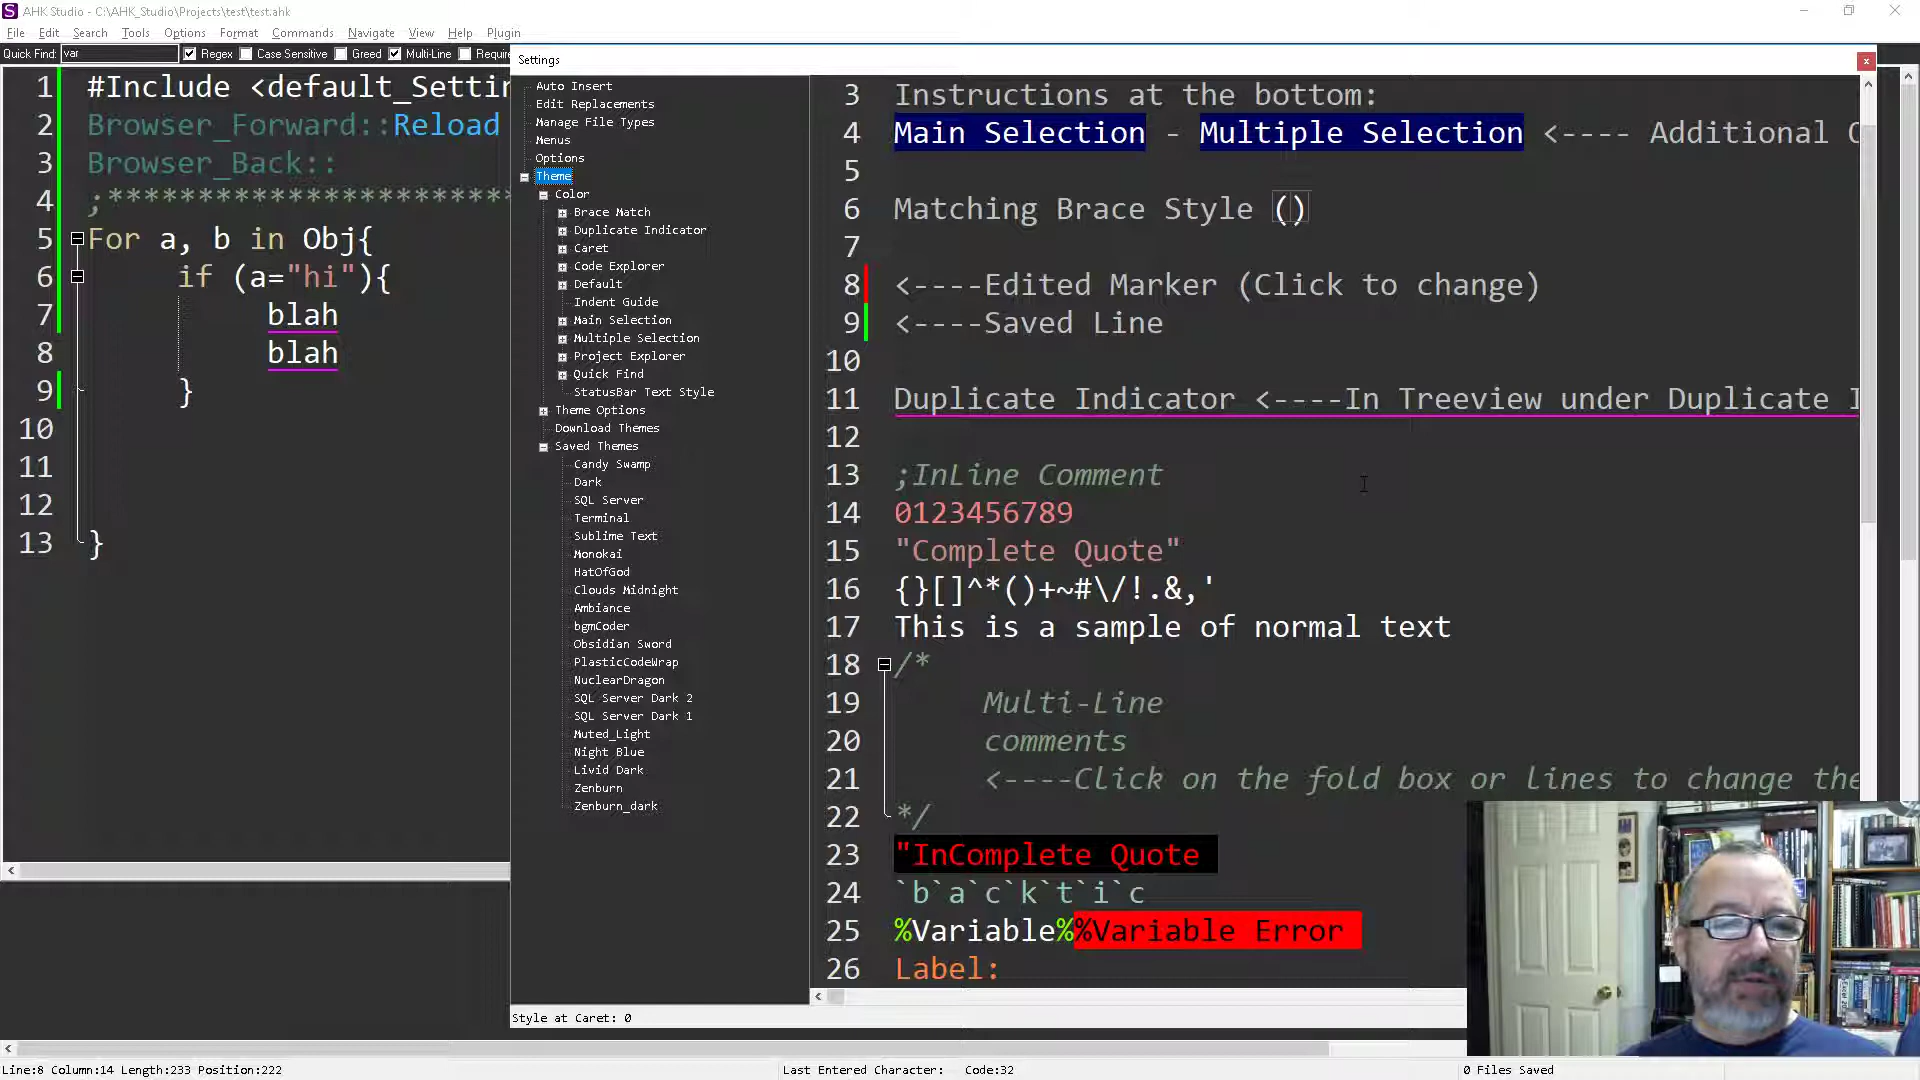 AHK Studio - C:\AHK_Studio\Projects\test\test.ahk
File Edit Search Tools Options Format Commands Navigate View Help Plugin
Quick Find: var Regex Case Sensitive Greed Multi-Line Require
1 #Include <default_Settin
2 Browser_Forward::Reload
3 Browser_Back::
4 ;***********************
5 For a, b in Obj{
6 if (a="hi"){
7 blah
8 blah
9 }
10
11
12
13 }
Settings
Auto Insert
Edit Replacements
Manage File Types
Menus
Options
Theme
Color
Brace Match
Duplicate Indicator
Caret
Code Explorer
Default
Indent Guide
Main Selection
Multiple Selection
Project Explorer
Quick Find
StatusBar Text Style
Theme Options
Download Themes
Saved Themes
Candy Swamp
Dark
SQL Server
Terminal
Sublime Text
Monokai
HatOfGod
Clouds Midnight
Ambiance
bgmCoder
Obsidian Sword
PlasticCodeWrap
NuclearDragon
SQL Server Dark 2
SQL Server Dark 1
Muted_Light
Night Blue
Livid Dark
Zenburn
Zenburn_dark
3 Instructions at the bottom:
4 Main Selection - Multiple Selection <---- Additional
5
6 Matching Brace Style ()
7
8 <----Edited Marker (Click to change)
9 <----Saved Line
10
11 Duplicate Indicator <----In Treeview under Duplicate
12
13 ;InLine Comment
14 0123456789
15 "Complete Quote"
16 {}[]^*()+~#\/!.&,'
17 This is a sample of normal text
18 /*
19 Multi-Line
20 comments
21 <----Click on the fold box or lines to change the
22 */
23 "InComplete Quote
24 `b`a`c`k`t`i`c
25 %Variable%%Variable Error
26 Label:
Style at Caret: 0
Line:8 Column:14 Length:233 Position:222 Last Entered Character: Code:32 0 Files Saved